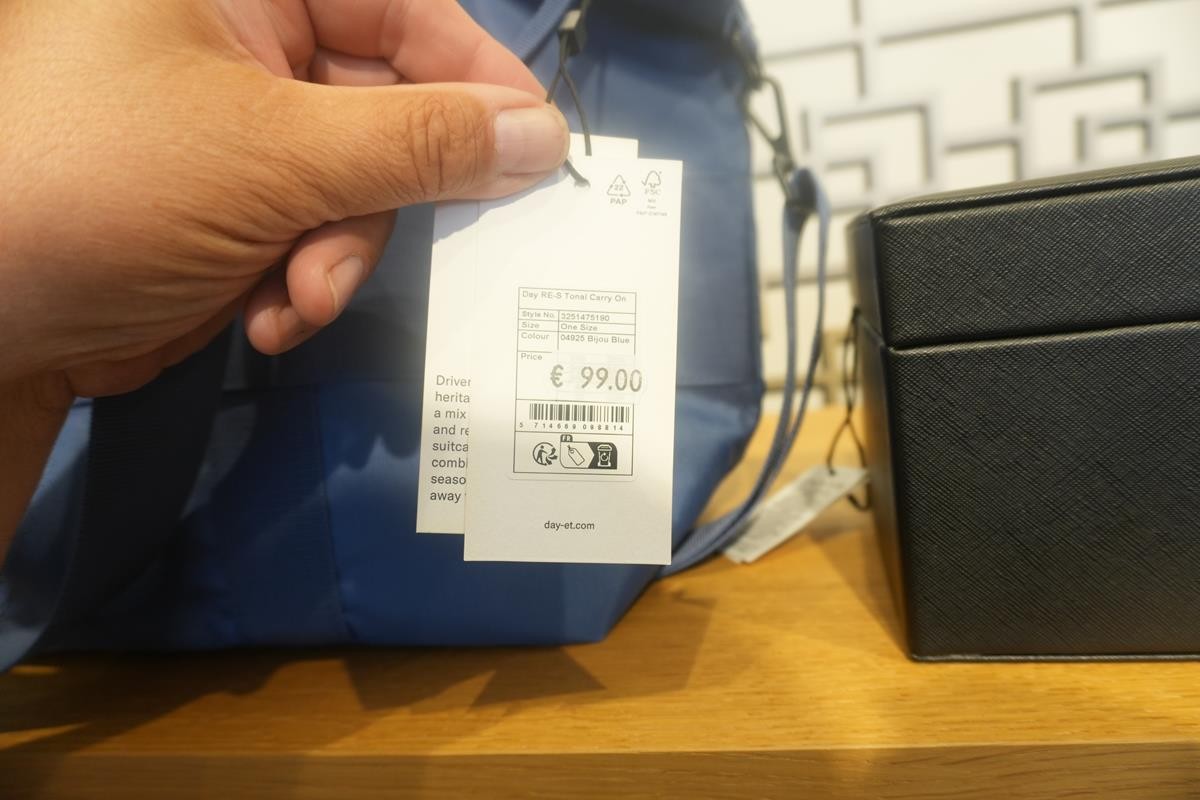 22
PAP
FSC
Day RE-S Tonal Carry On
Style No. 3251475190
Size One Size
Colour 04925 Bijou Blue
Price
€ 99.00
5 714669 098814
FR
day-et.com
Driven
herita
a mix
and re
suitca
combi
seaso
away